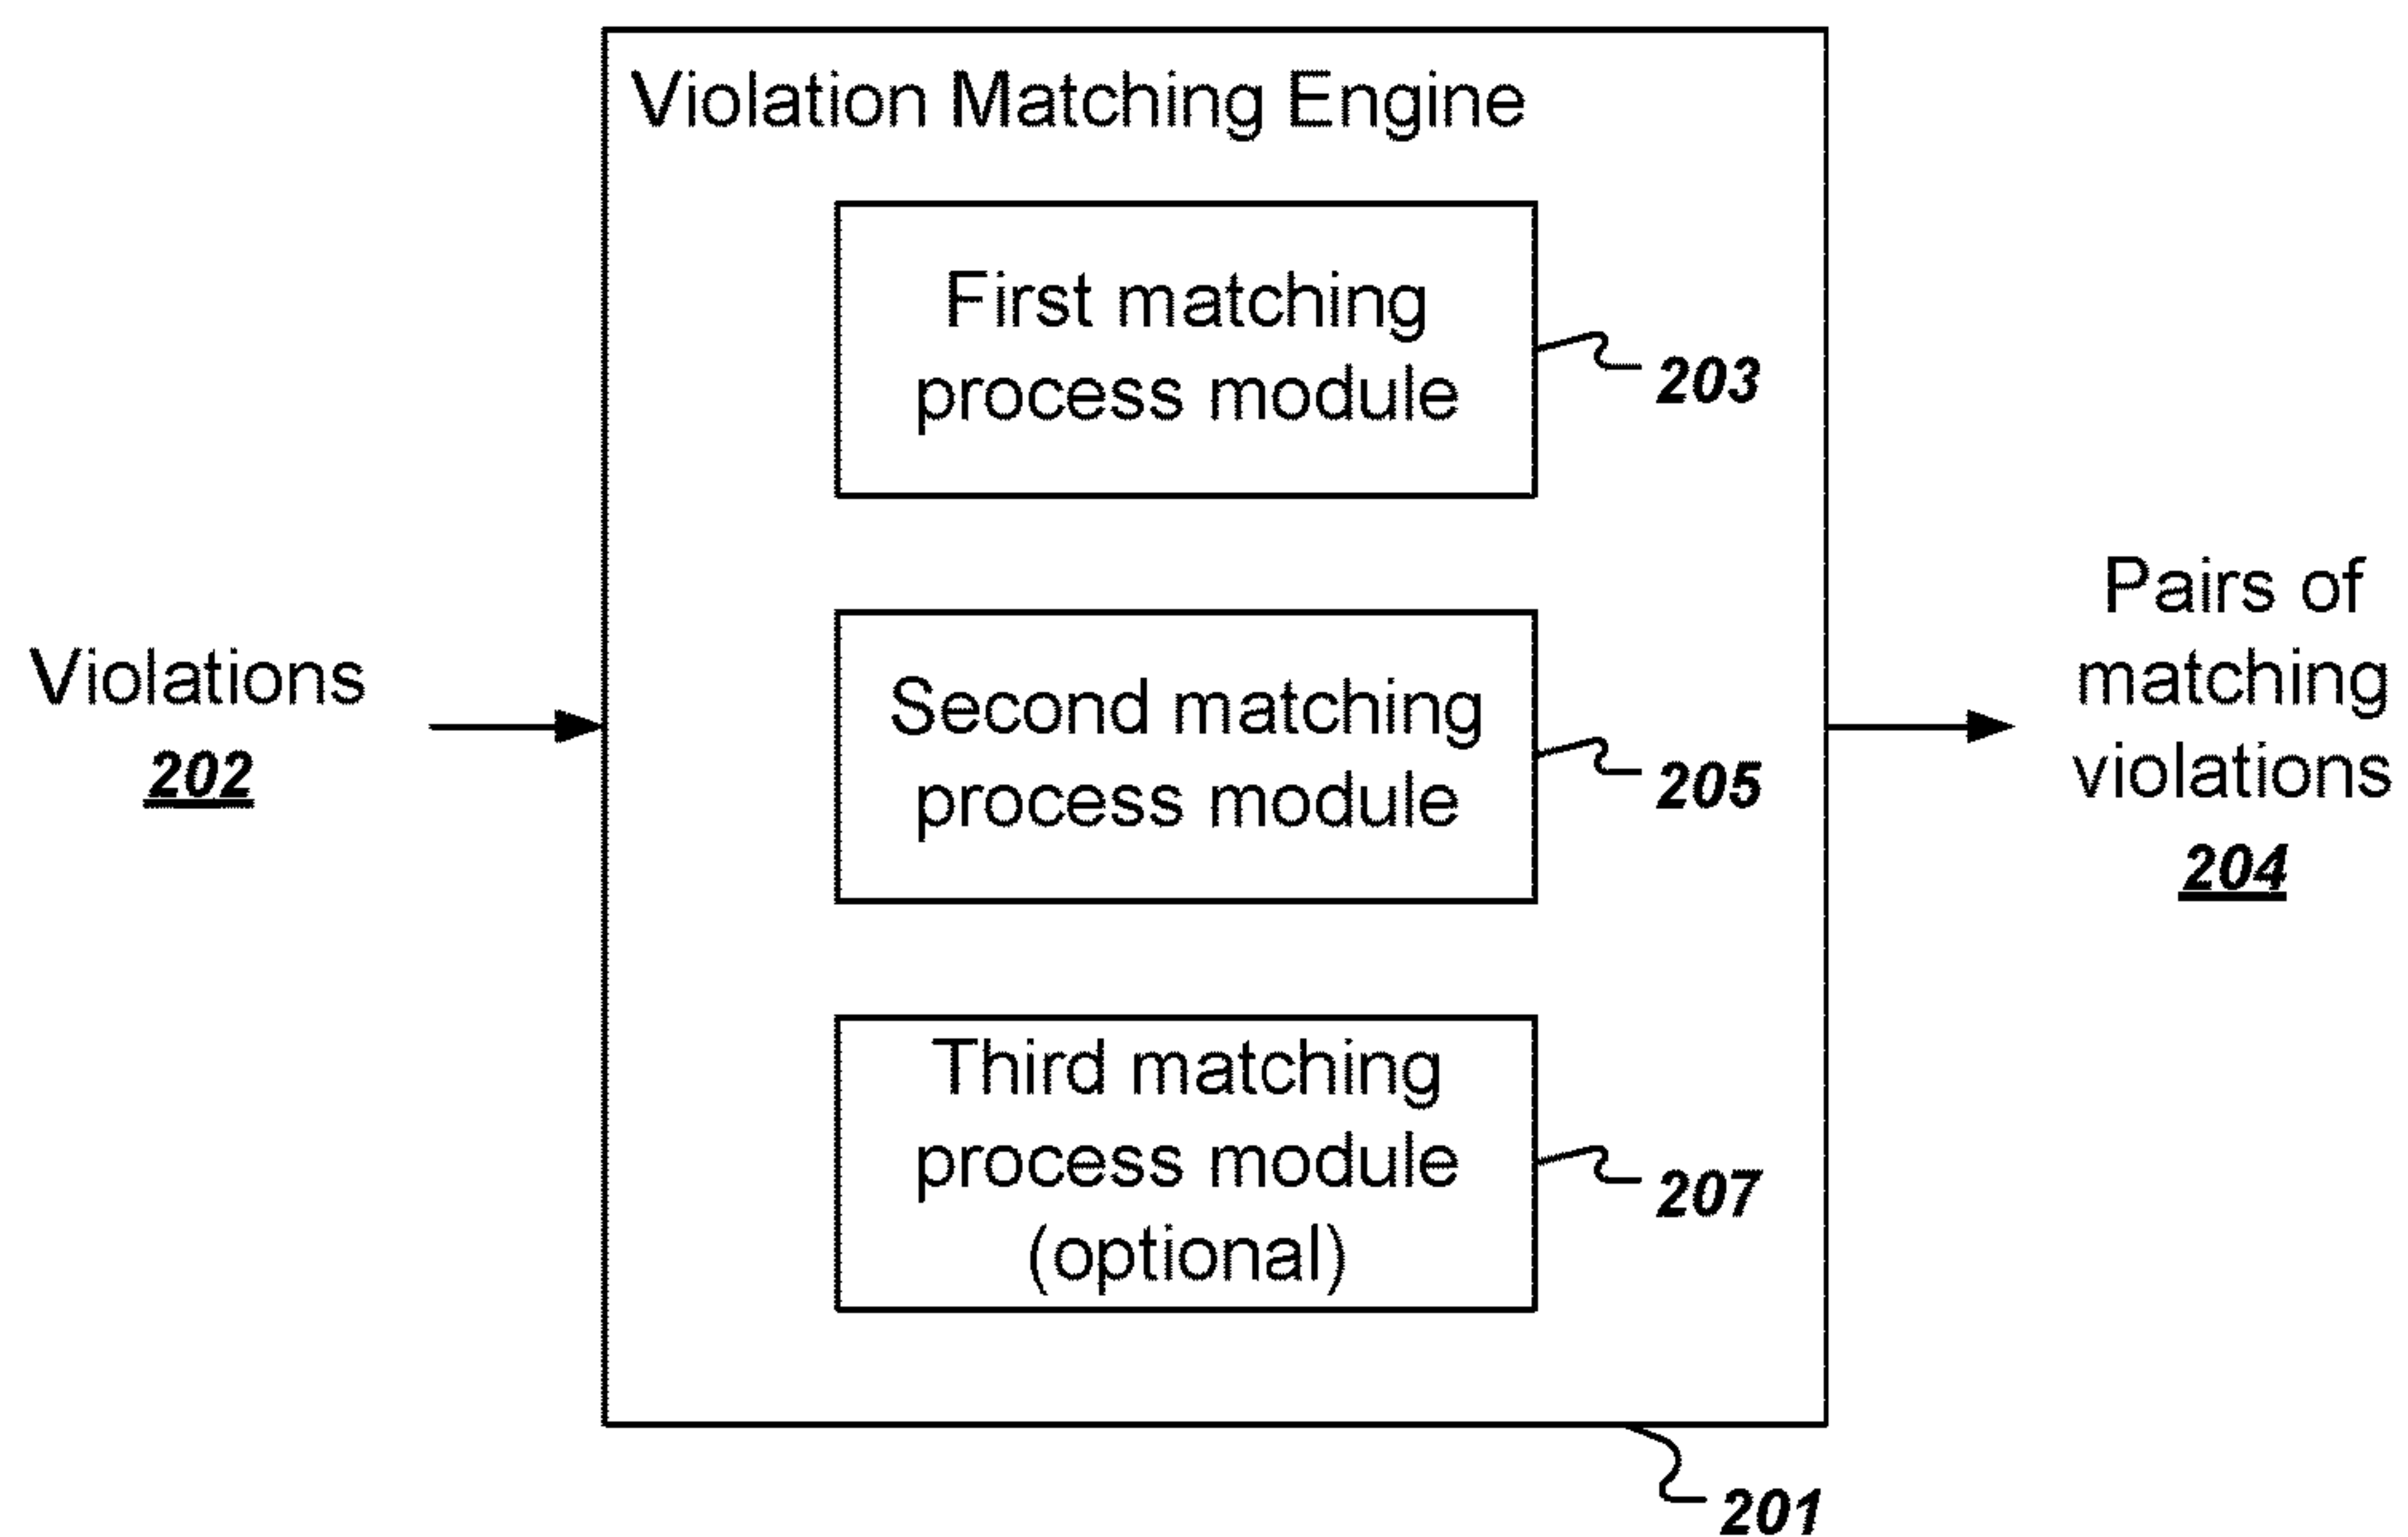 Violation Matching Engine
First matching
process module
203
Violations
202
Second matching
process module
205
Pairs of
matching
violations
204
Third matching
process module
(optional)
207
201